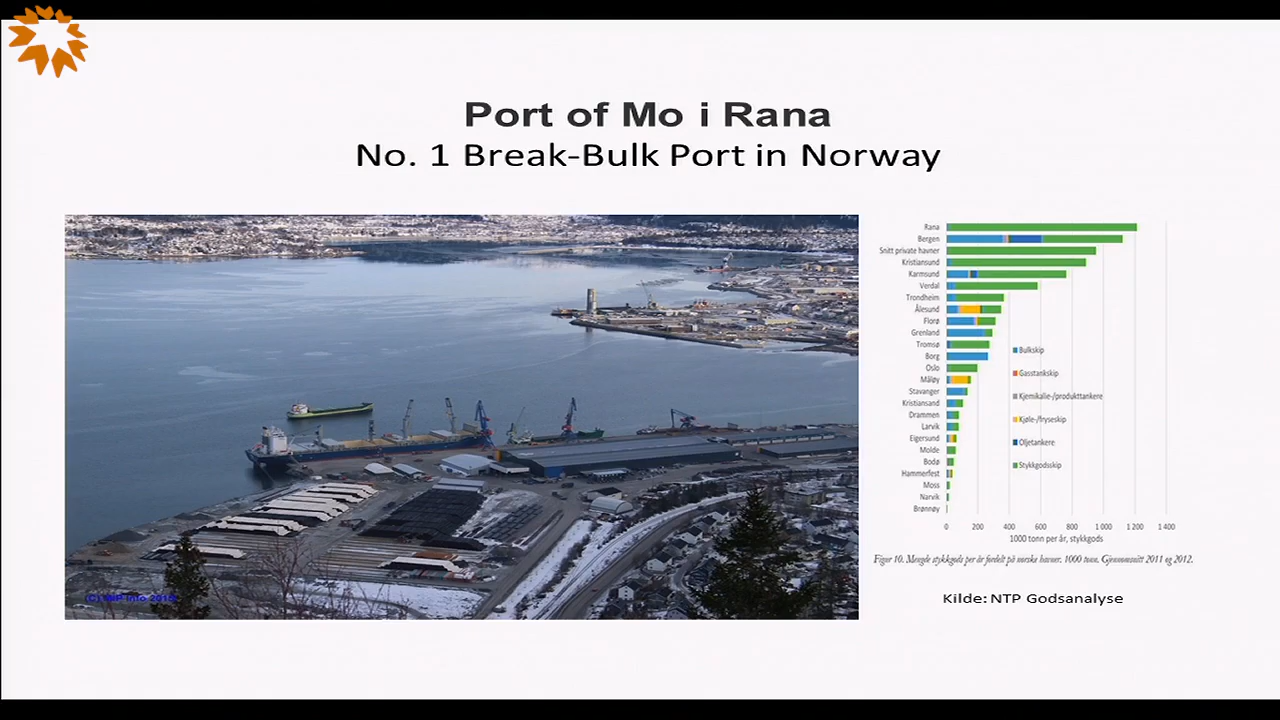 Port of Mo i Rana
No. 1 Break-Bulk Port in Norway
Rana
Bergen
Snitt private havner
Kristiansund
Karmsund
Verdal
Trondheim
Ålesund
Florø
Grenland
Tromsø
Borg
Oslo
Måløy
Stavanger
Kristiansand
Drammen
Larvik
Eigersund
Molde
Bodø
Hammerfest
Moss
Narvik
Brønnøy
Bulkskip
Gasstankskip
Kjemikalie-/produkttankere
Kjøle-/fryseskip
Oljetankere
Stykkgodsskip
0 200 400 600 800 1 000 1 200 1 400
1000 tonn per år, stykkgods
Figur 10. Mengde stykkgods per år fordelt på norske havner. 1000 tonn. Gjennomsnitt 2011 og 2012.
(C) MIP Info
Kilde: NTP Godsanalyse